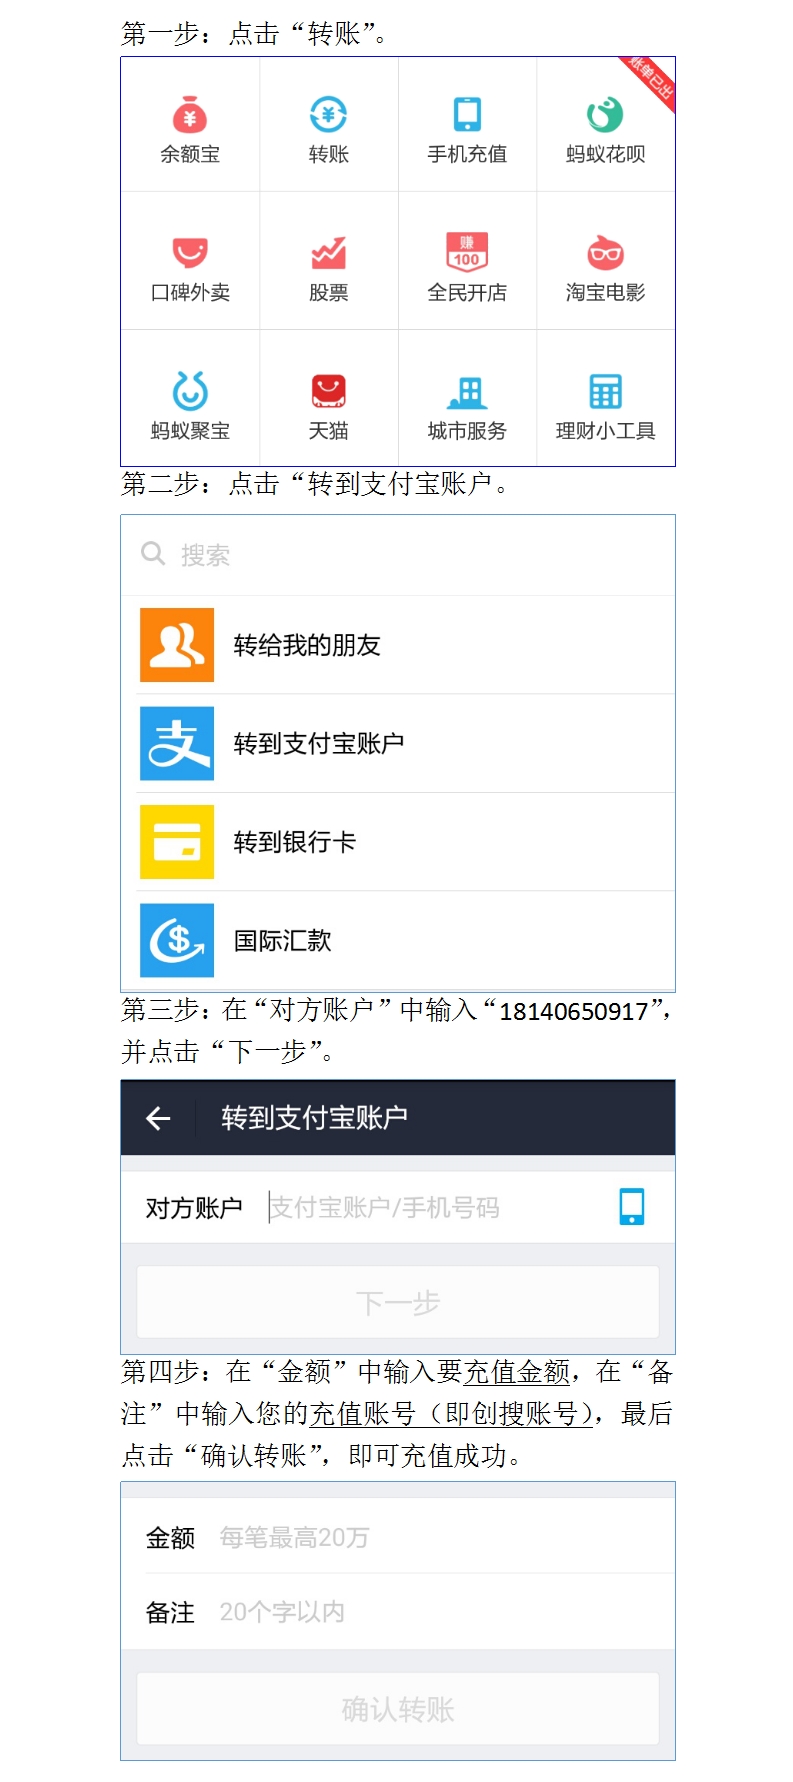 第一步：点击“转账”。
账单已出
余额宝 转账 手机充值 蚂蚁花呗
赚
100
口碑外卖 股票 全民开店 淘宝电影
蚂蚁聚宝 天猫 城市服务 理财小工具
第二步：点击“转到支付宝账户。
搜索
转给我的朋友
支
转到支付宝账户
转到银行卡
国际汇款
第三步：在“对方账户”中输入“18140650917”，
并点击“下一步”。
转到支付宝账户
对方账户 支付宝账户/手机号码
下一步
第四步：在“金额”中输入要充值金额，在“备
注”中输入您的充值账号（即创搜账号），最后
点击“确认转账”，即可充值成功。
金额 每笔最高20万
备注 20个字以内
确认转账